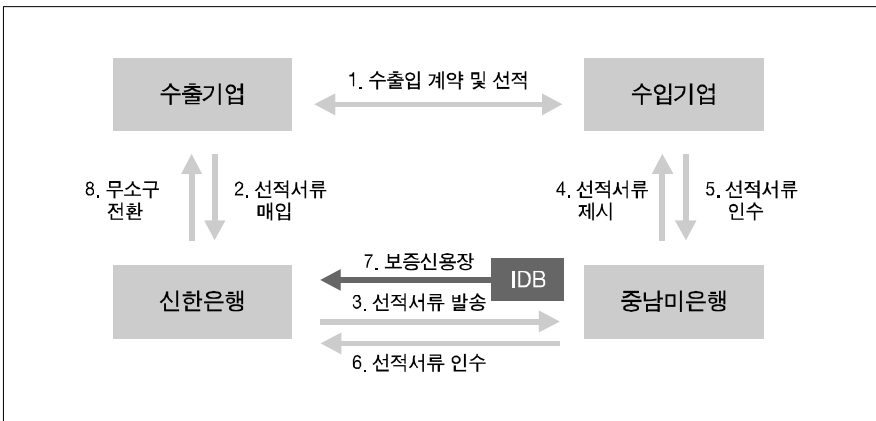 1. 수출입 계약 및 선적
수출기업
수입기업
8. 무소구
전환
2. 선적서류
매입
4. 선적서류
제시
5. 선적서류
인수
7. 보증신용장
IDB
신한은행
3. 선적서류 발송
중남미은행
6. 선적서류 인수